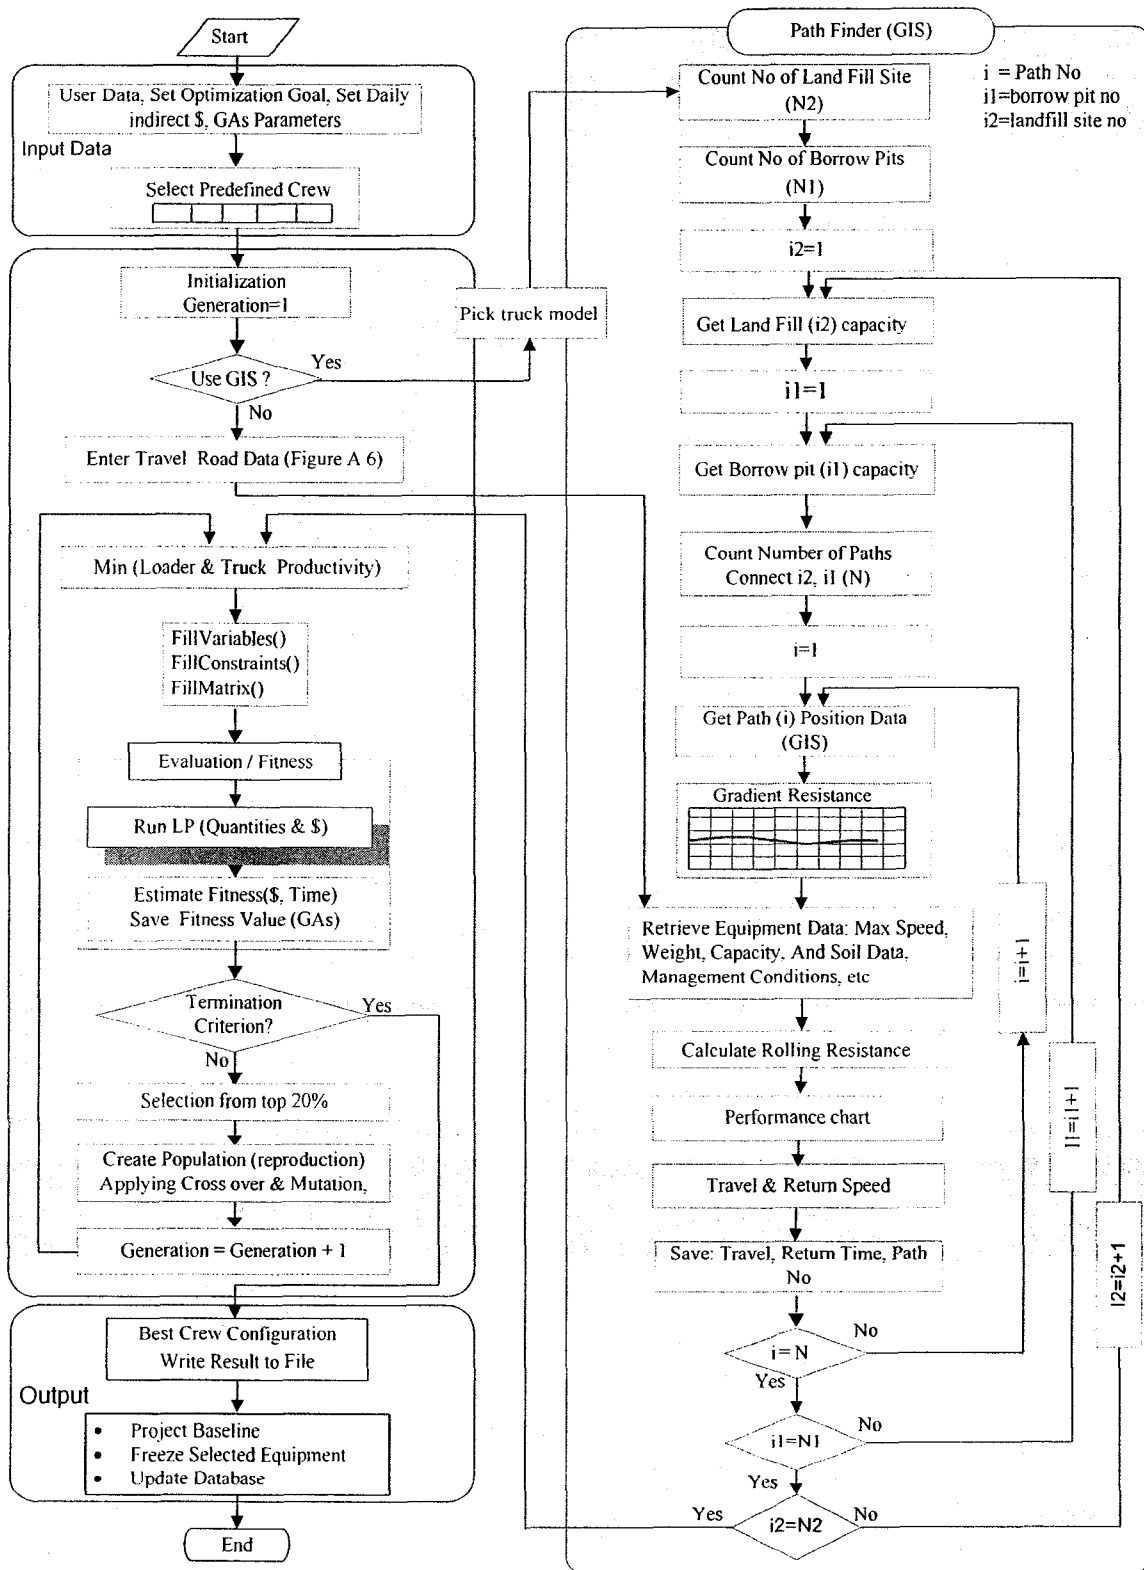 Start
User Data, Set Optimization Goal, Set Daily
indirect $, GAs Parameters
Input Data
Select Predefined Crew
Initialization
Generation=1
Use GIS ?
Yes
No
Pick truck model
Enter Travel Road Data (Figure A 6)
Min (Loader & Truck Productivity)
FillVariables()
FillConstraints()
FillMatrix()
Evaluation / Fitness
Run LP (Quantities & $)
Estimate Fitness($, Time)
Save Fitness Value (GAs)
Termination
Criterion?
Yes
No
Selection from top 20%
Create Population (reproduction)
Applying Cross over & Mutation,
Generation = Generation + 1
Best Crew Configuration
Write Result to File
Output
• Project Baseline
• Freeze Selected Equipment
• Update Database
End
Path Finder (GIS)
i = Path No
i1=borrow pit no
i2=landfill site no
Count No of Land Fill Site
(N2)
Count No of Borrow Pits
(N1)
i2=1
Get Land Fill (i2) capacity
i1=1
Get Borrow pit (i1) capacity
Count Number of Paths
Connect i2, i1 (N)
i=1
Get Path (i) Position Data
(GIS)
Gradient Resistance
Retrieve Equipment Data: Max Speed,
Weight, Capacity, And Soil Data,
Management Conditions, etc
Calculate Rolling Resistance
Performance chart
Travel & Return Speed
Save: Travel, Return Time, Path
No
i= N
No
Yes
i=i+1
i1=N1
No
Yes
I1=i1+1
i2=N2
Yes
No
I2=i2+1